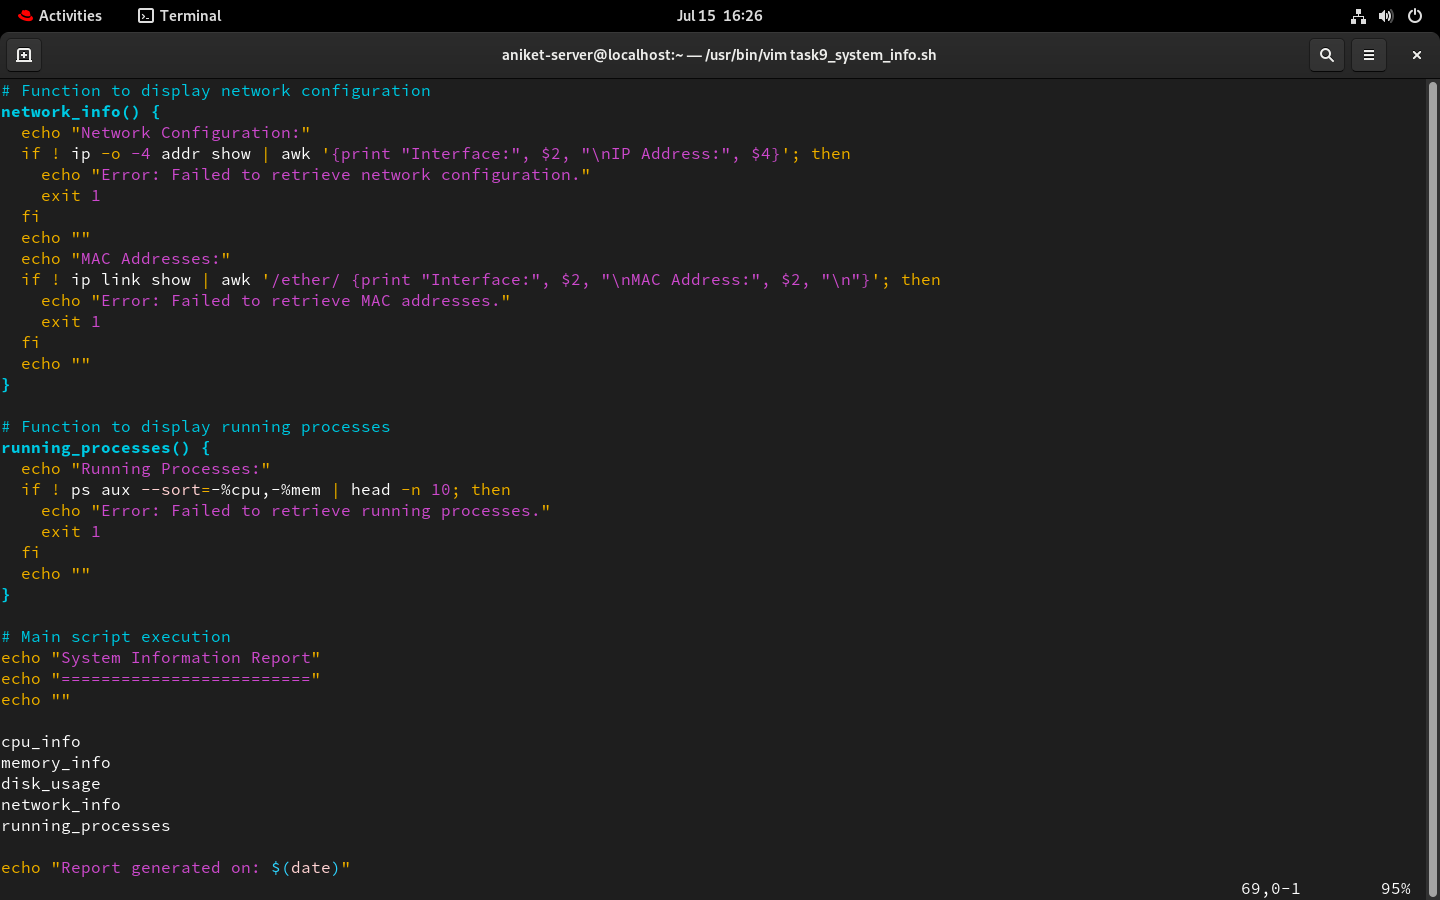 Activities Terminal Jul 15 16:26
aniket-server@localhost:~ — /usr/bin/vim task9_system_info.sh
# Function to display network configuration
network_info() {
  echo "Network Configuration:"
  if ! ip -o -4 addr show | awk '{print "Interface:", $2, "\nIP Address:", $4}'; then
    echo "Error: Failed to retrieve network configuration."
    exit 1
  fi
  echo ""
  echo "MAC Addresses:"
  if ! ip link show | awk '/ether/ {print "Interface:", $2, "\nMAC Address:", $2, "\n"}'; then
    echo "Error: Failed to retrieve MAC addresses."
    exit 1
  fi
  echo ""
}

# Function to display running processes
running_processes() {
  echo "Running Processes:"
  if ! ps aux --sort=-%cpu,-%mem | head -n 10; then
    echo "Error: Failed to retrieve running processes."
    exit 1
  fi
  echo ""
}

# Main script execution
echo "System Information Report"
echo "========================="
echo ""

cpu_info
memory_info
disk_usage
network_info
running_processes

echo "Report generated on: $(date)"
69,0-1 95%